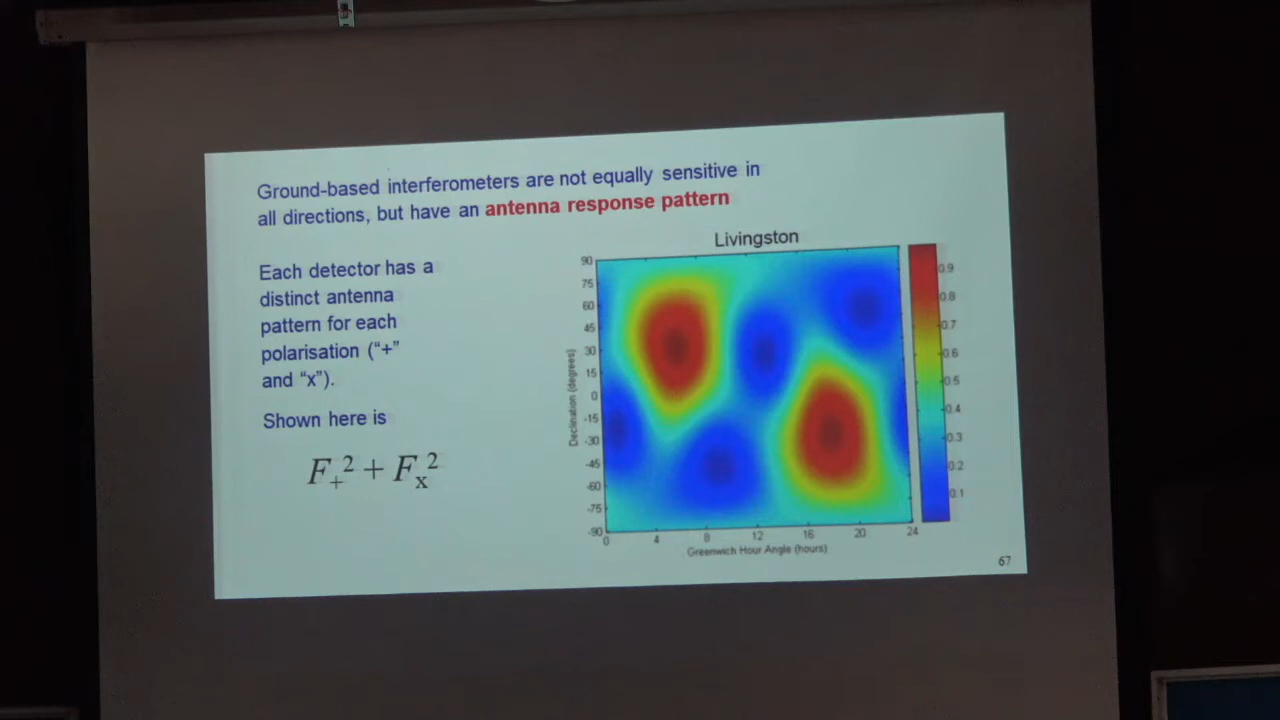 Ground-based interferometers are not equally sensitive in
all directions, but have an antenna response pattern
Each detector has a
distinct antenna
pattern for each
polarisation (“+”
and “x”).
Shown here is
F₊² + Fₓ²
Livingston
Declination (degrees)
90
75
60
45
30
15
0
-15
-30
-45
-60
-75
-90
0 4 8 12 16 20 24
Greenwich Hour Angle (hours)
0.9
0.8
0.7
0.6
0.5
0.4
0.3
0.2
0.1
67